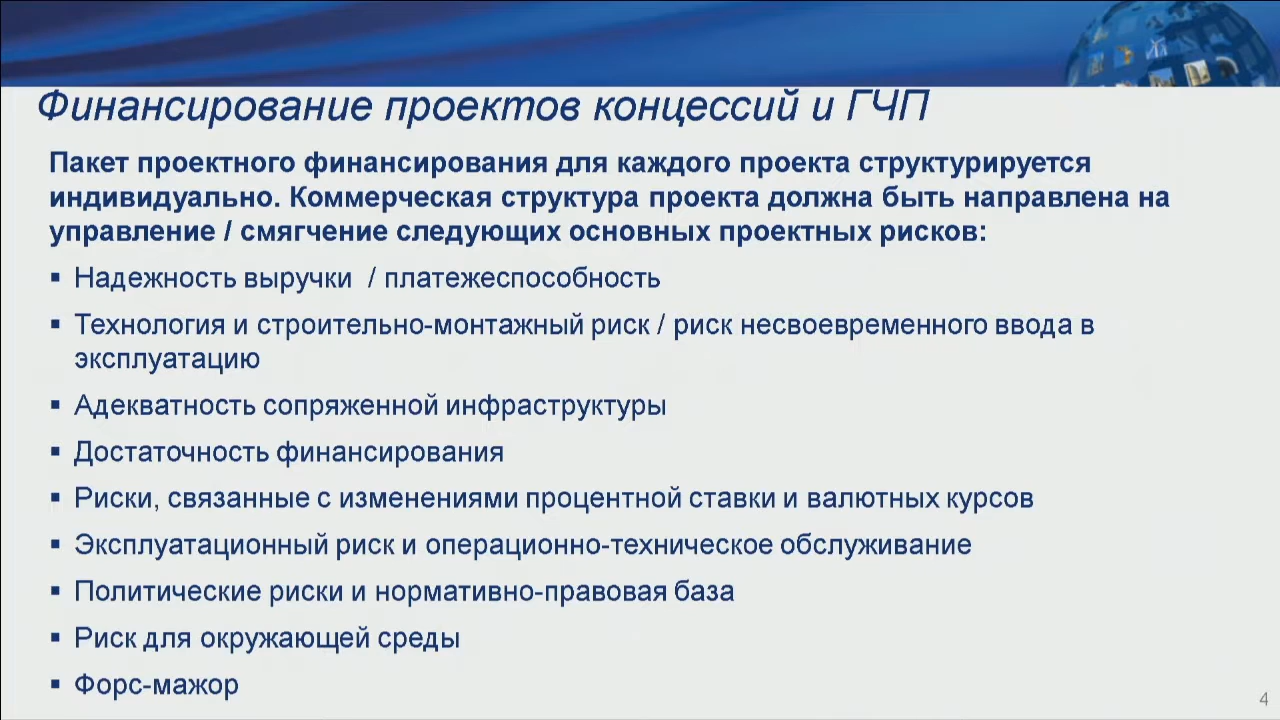 Финансирование проектов концессий и ГЧП
Пакет проектного финансирования для каждого проекта структурируется
индивидуально. Коммерческая структура проекта должна быть направлена на
управление / смягчение следующих основных проектных рисков:
▪ Надежность выручки / платежеспособность
▪ Технология и строительно-монтажный риск / риск несвоевременного ввода в
эксплуатацию
▪ Адекватность сопряженной инфраструктуры
▪ Достаточность финансирования
▪ Риски, связанные с изменениями процентной ставки и валютных курсов
▪ Эксплуатационный риск и операционно-техническое обслуживание
▪ Политические риски и нормативно-правовая база
▪ Риск для окружающей среды
▪ Форс-мажор
4